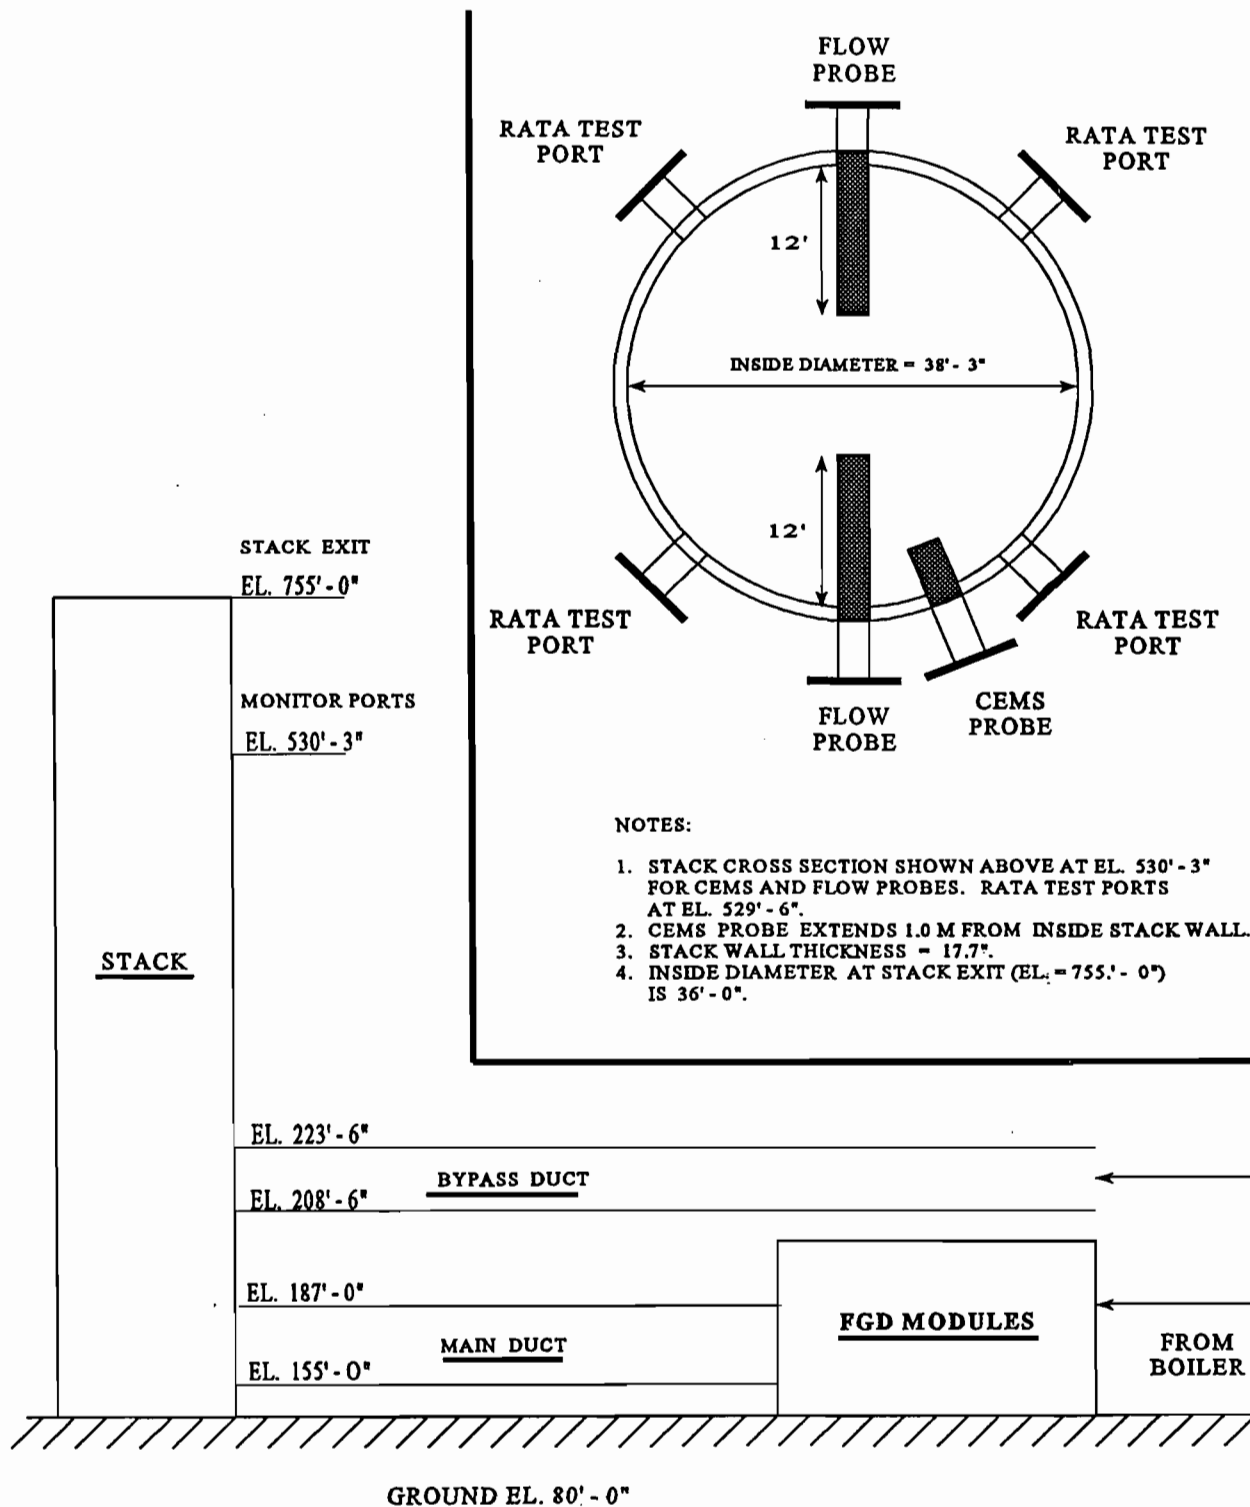 FLOW
PROBE
RATA TEST
PORT
RATA TEST
PORT
12'
INSIDE DIAMETER = 38'- 3"
12'
RATA TEST
PORT
RATA TEST
PORT
FLOW
PROBE
CEMS
PROBE
STACK EXIT
EL. 755'- 0"
MONITOR PORTS
EL. 530'- 3"
NOTES:
1. STACK CROSS SECTION SHOWN ABOVE AT EL. 530'- 3"
FOR CEMS AND FLOW PROBES. RATA TEST PORTS
AT EL. 529'- 6".
2. CEMS PROBE EXTENDS 1.0 M FROM INSIDE STACK WALL.
3. STACK WALL THICKNESS = 17.7".
4. INSIDE DIAMETER AT STACK EXIT (EL. = 755.'- 0")
IS 36'- 0".
STACK
EL. 223'- 6"
BYPASS DUCT
EL. 208'- 6"
EL. 187'- 0"
MAIN DUCT
EL. 155'- O"
FGD MODULES
FROM
BOILER
GROUND EL. 80'- 0"